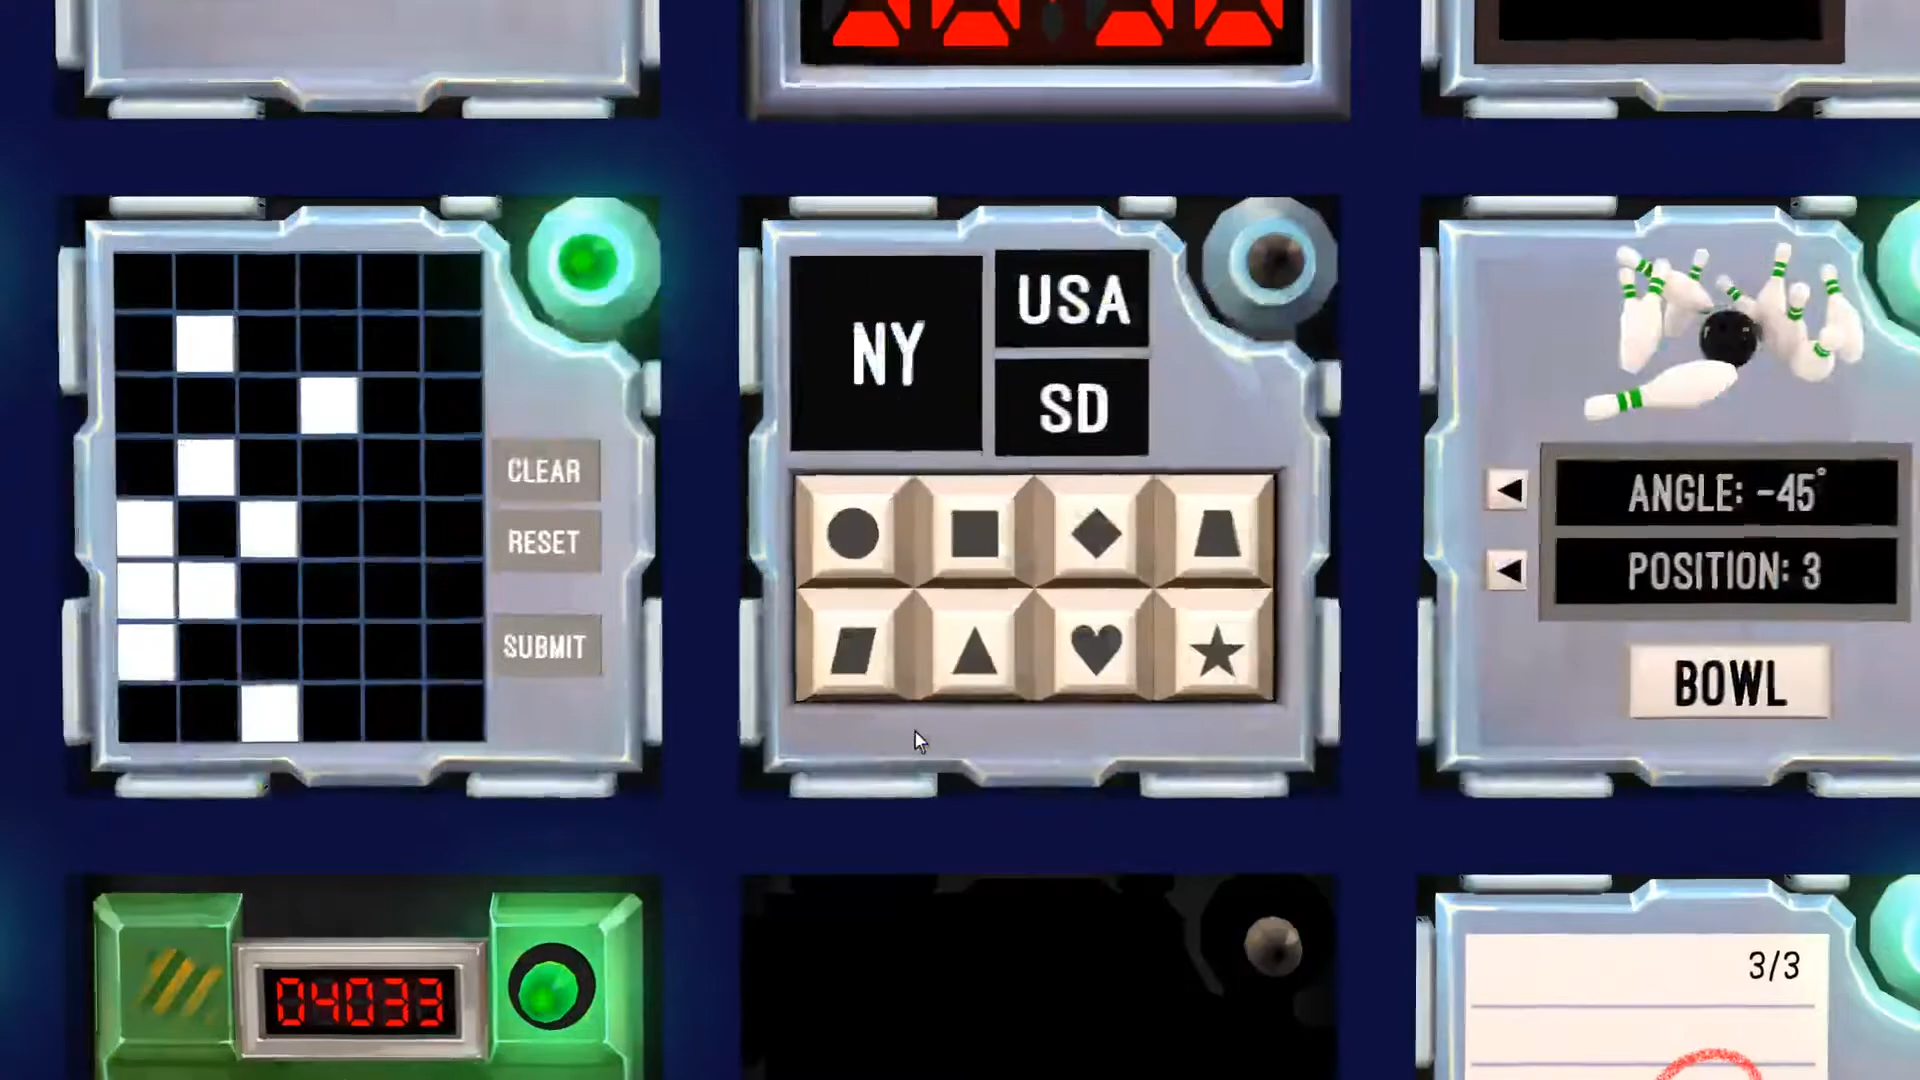 NY
USA
SD
CLEAR
RESET
SUBMIT
ANGLE: -45°
POSITION: 3
BOWL
04033
3/3